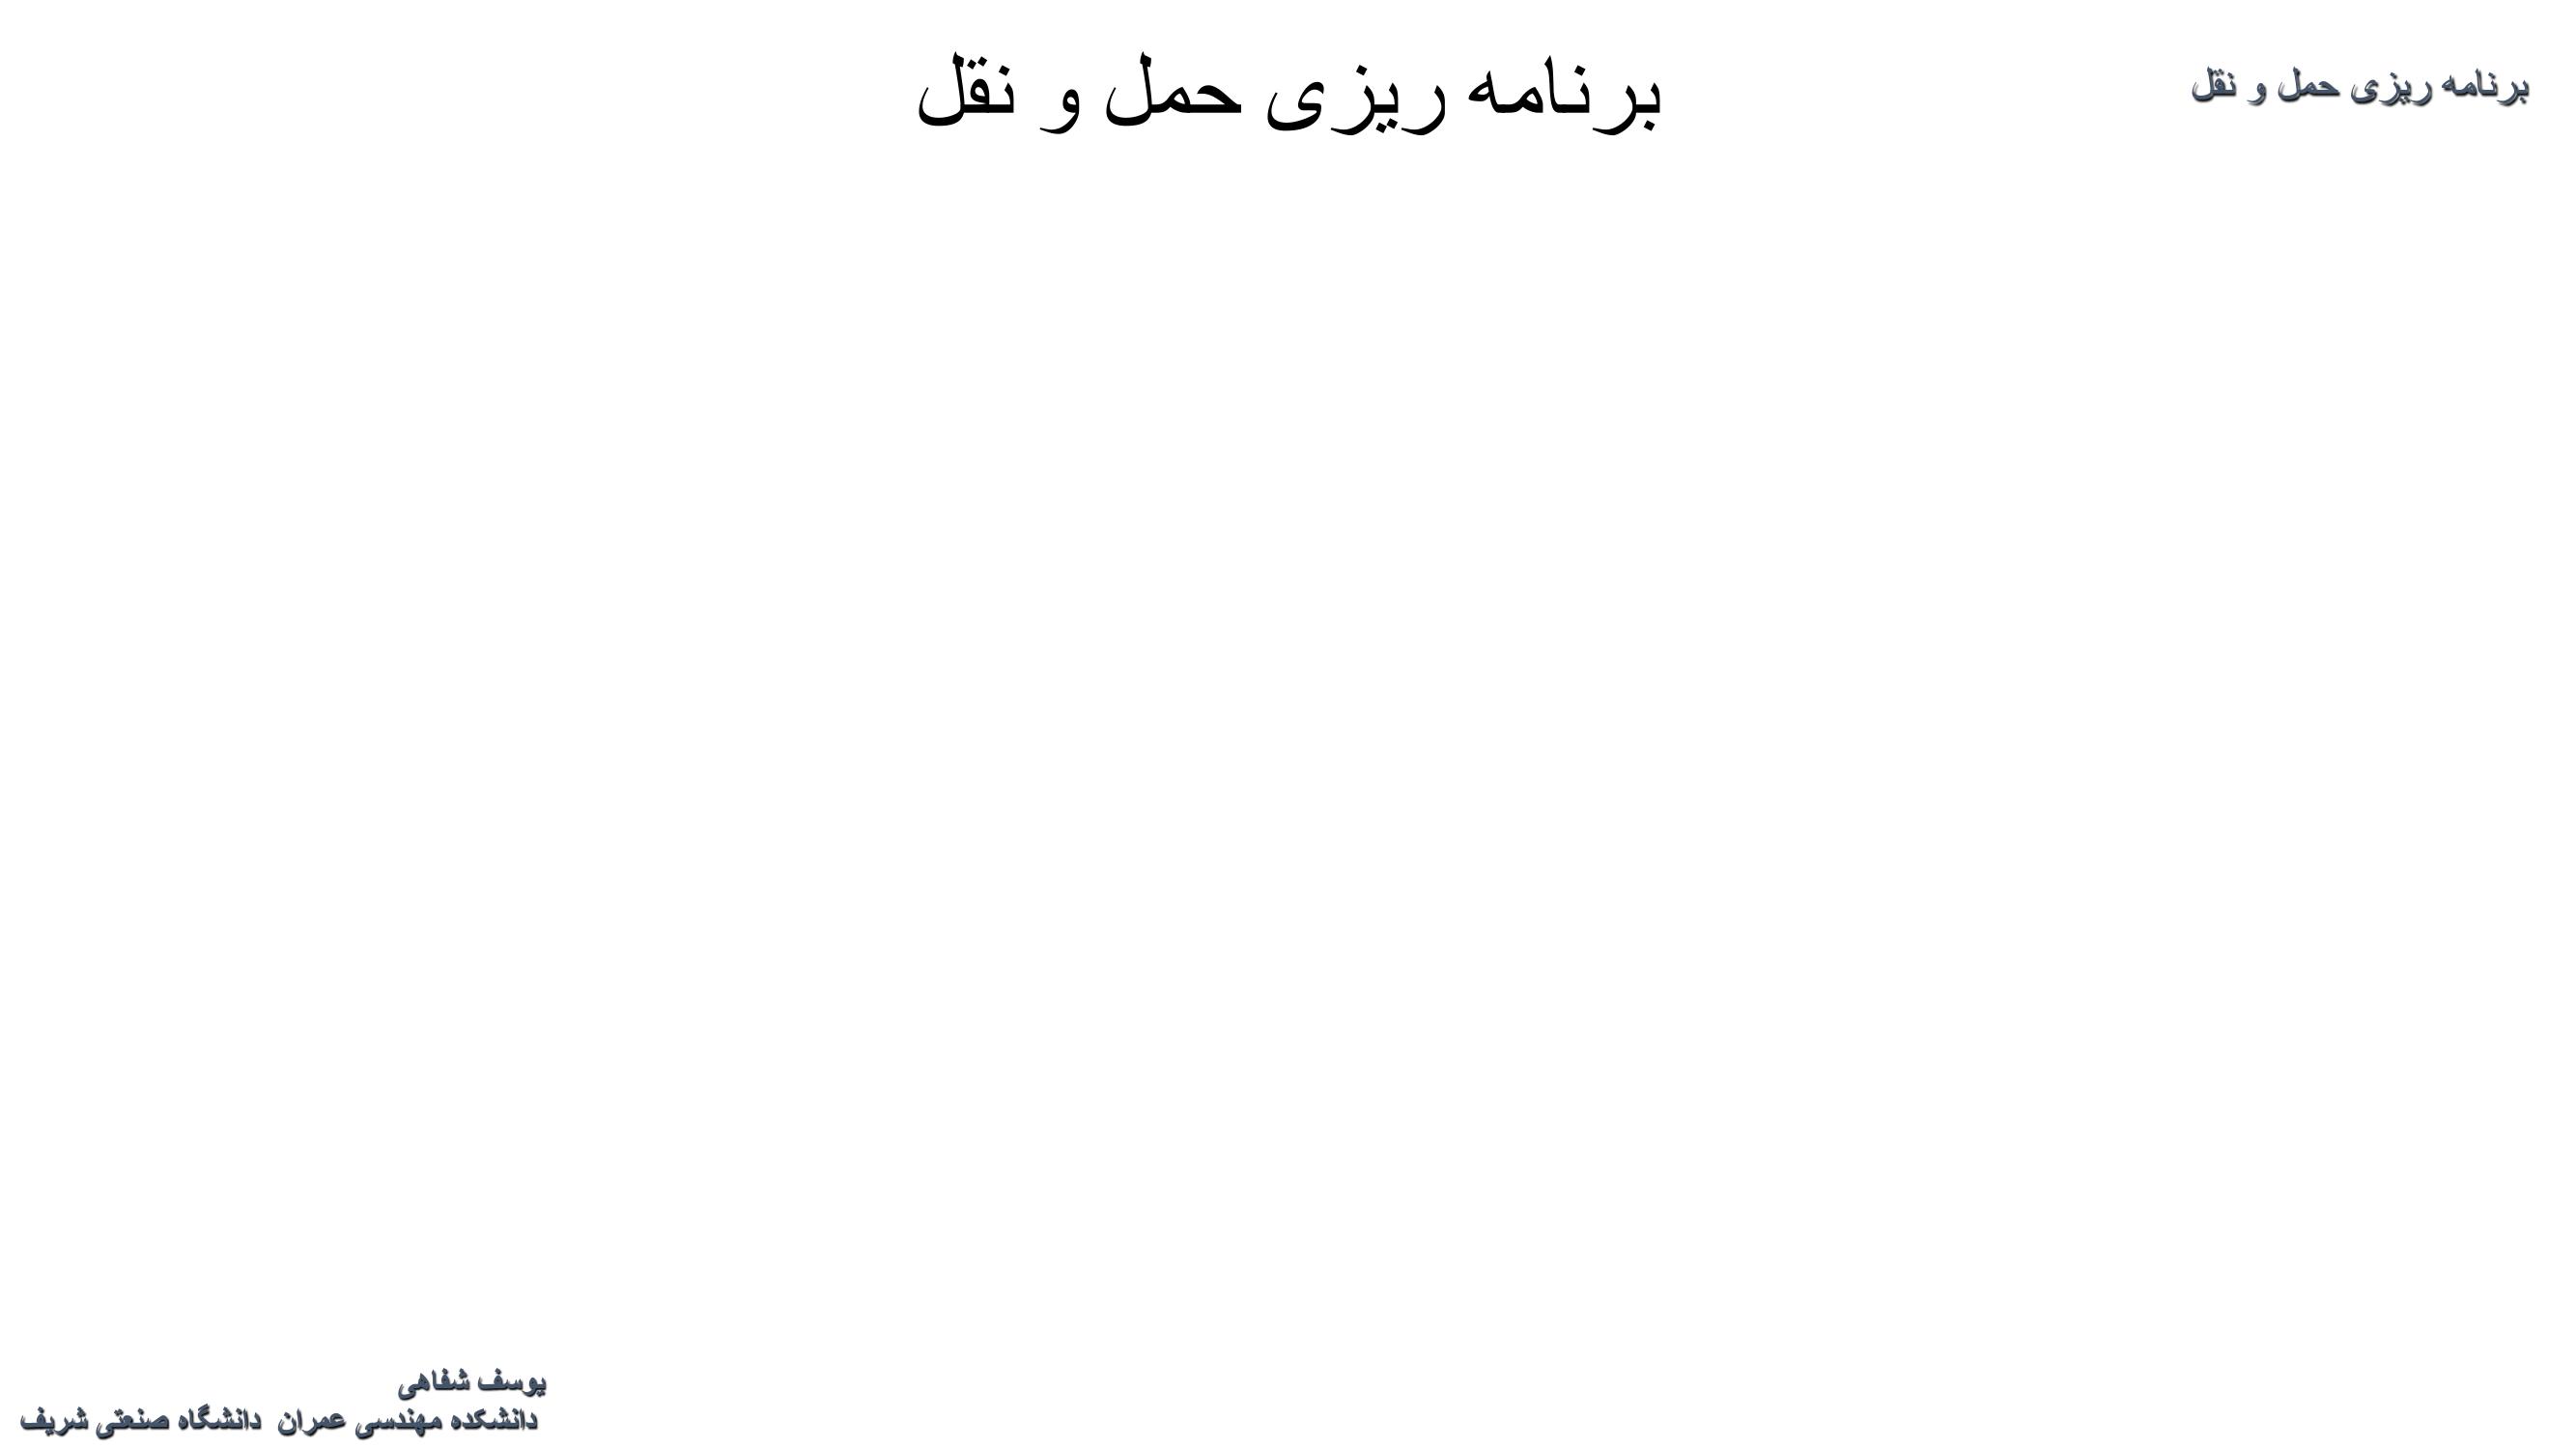 برنامه ریزی حمل و نقل
برنامه ریزی حمل و نقل
یوسف شفاهی
دانشکده مهندسی عمران  دانشگاه صنعتی شریف